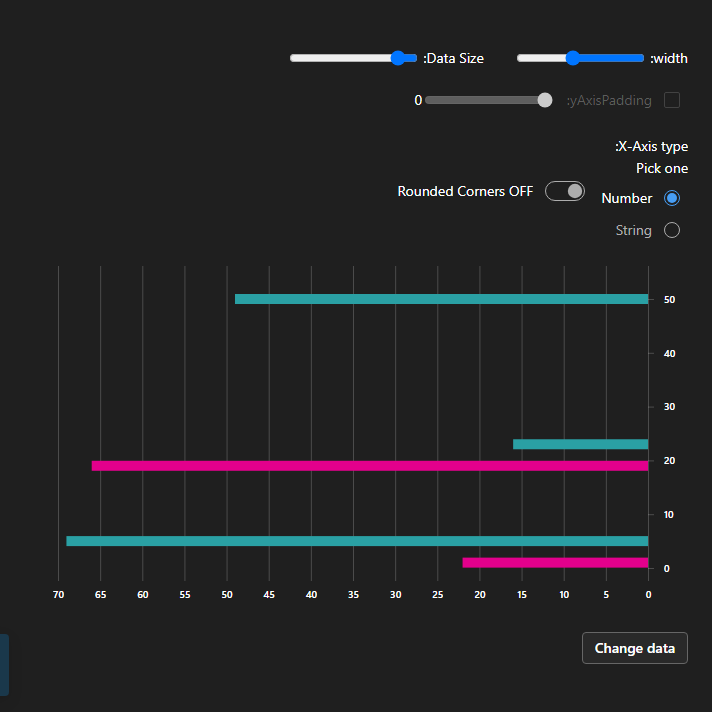 :width
:Data Size
:yAxisPadding
0
:X-Axis type
Pick one
Number
String
Rounded Corners OFF
50
40
30
20
10
0
70 65 60 55 50 45 40 35 30 25 20 15 10 5 0
Change data